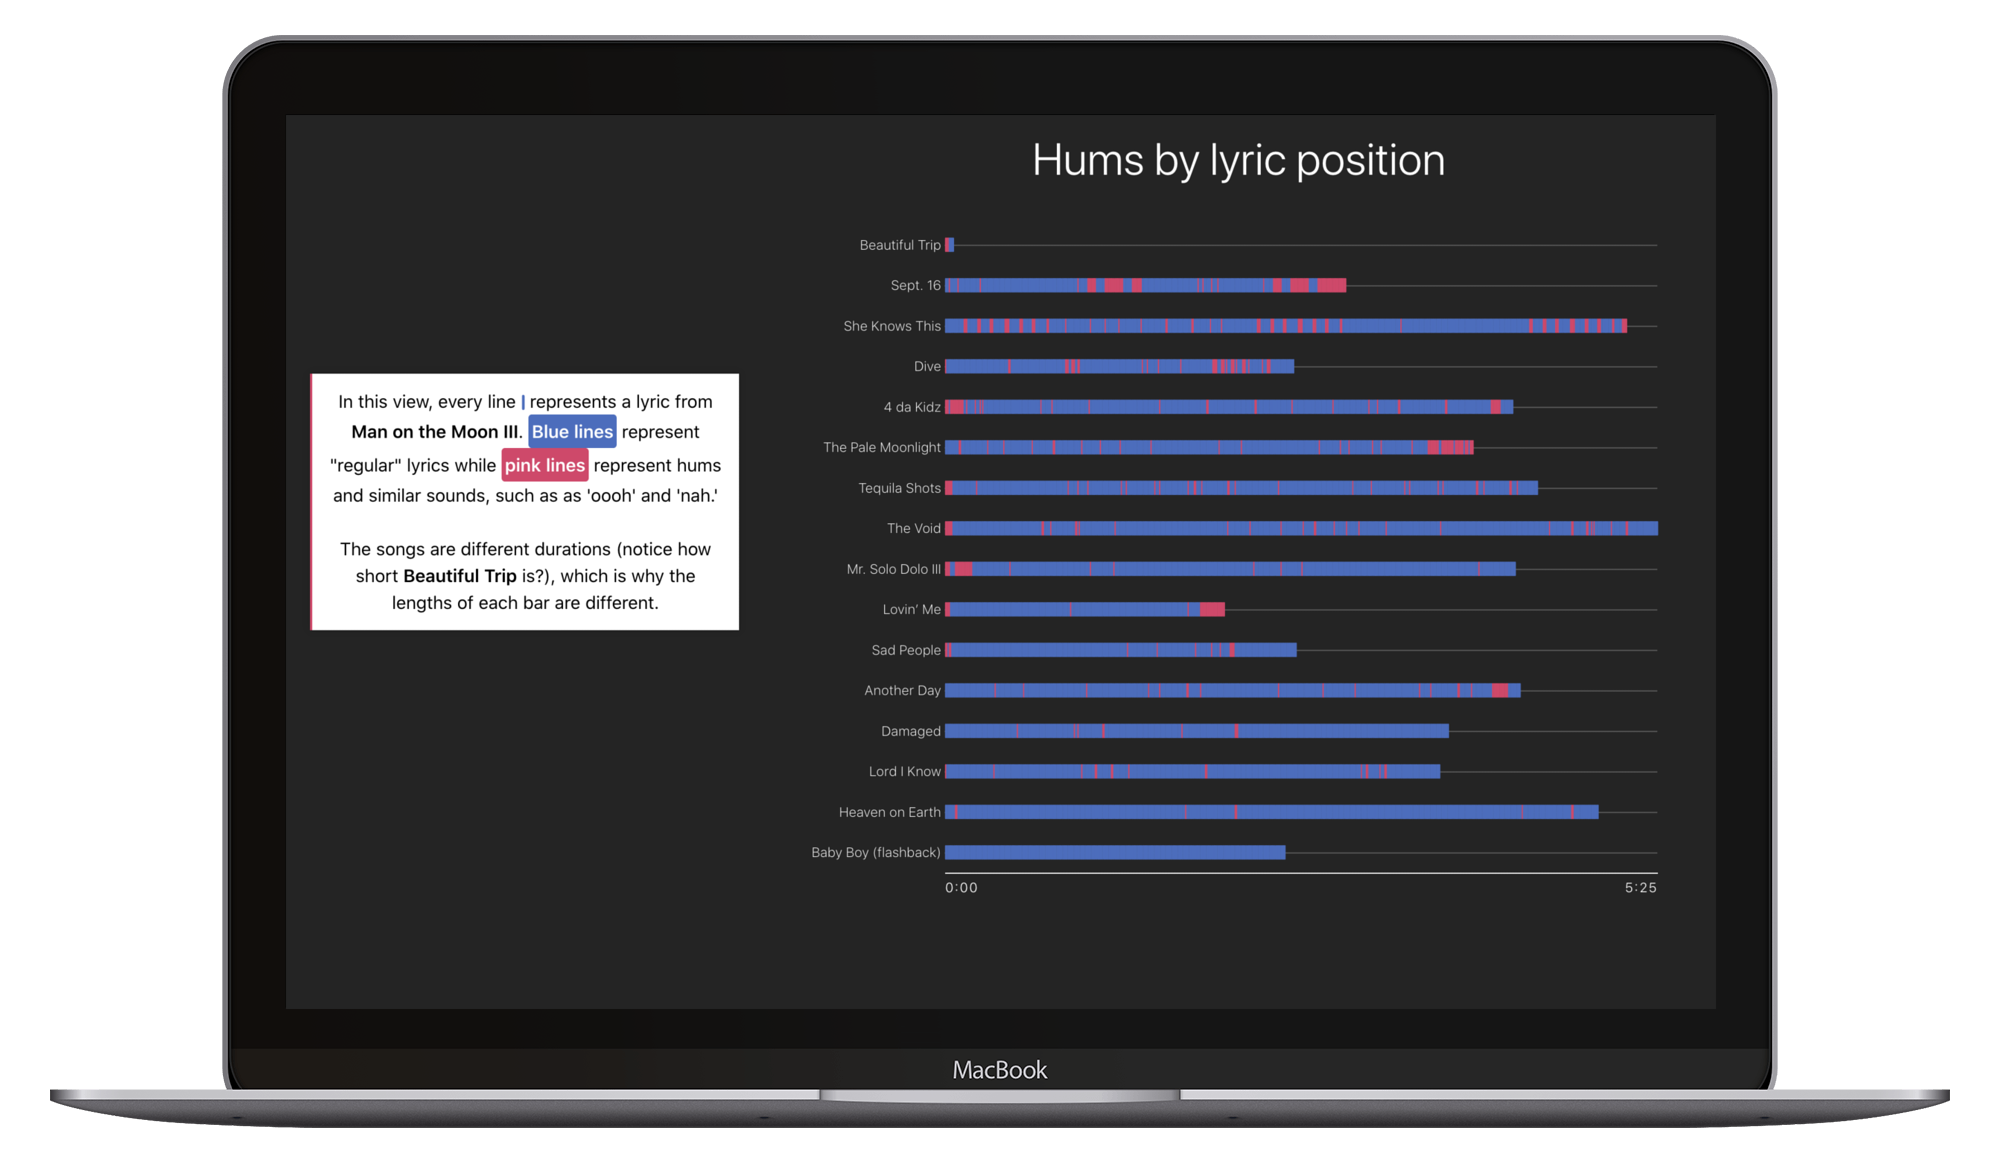 Hums by lyric position
In this view, every line represents a lyric from
Man on the Moon III. Blue lines represent
"regular" lyrics while pink lines represent hums
and similar sounds, such as as 'oooh' and 'nah.'
The songs are different durations (notice how
short Beautiful Trip is?), which is why the
lengths of each bar are different.
Beautiful Trip
Sept. 16
She Knows This
Dive
4 da Kidz
The Pale Moonlight
Tequila Shots
The Void
Mr. Solo Dolo III
Lovin’ Me
Sad People
Another Day
Damaged
Lord I Know
Heaven on Earth
Baby Boy (flashback)
0:00
5:25
MacBook